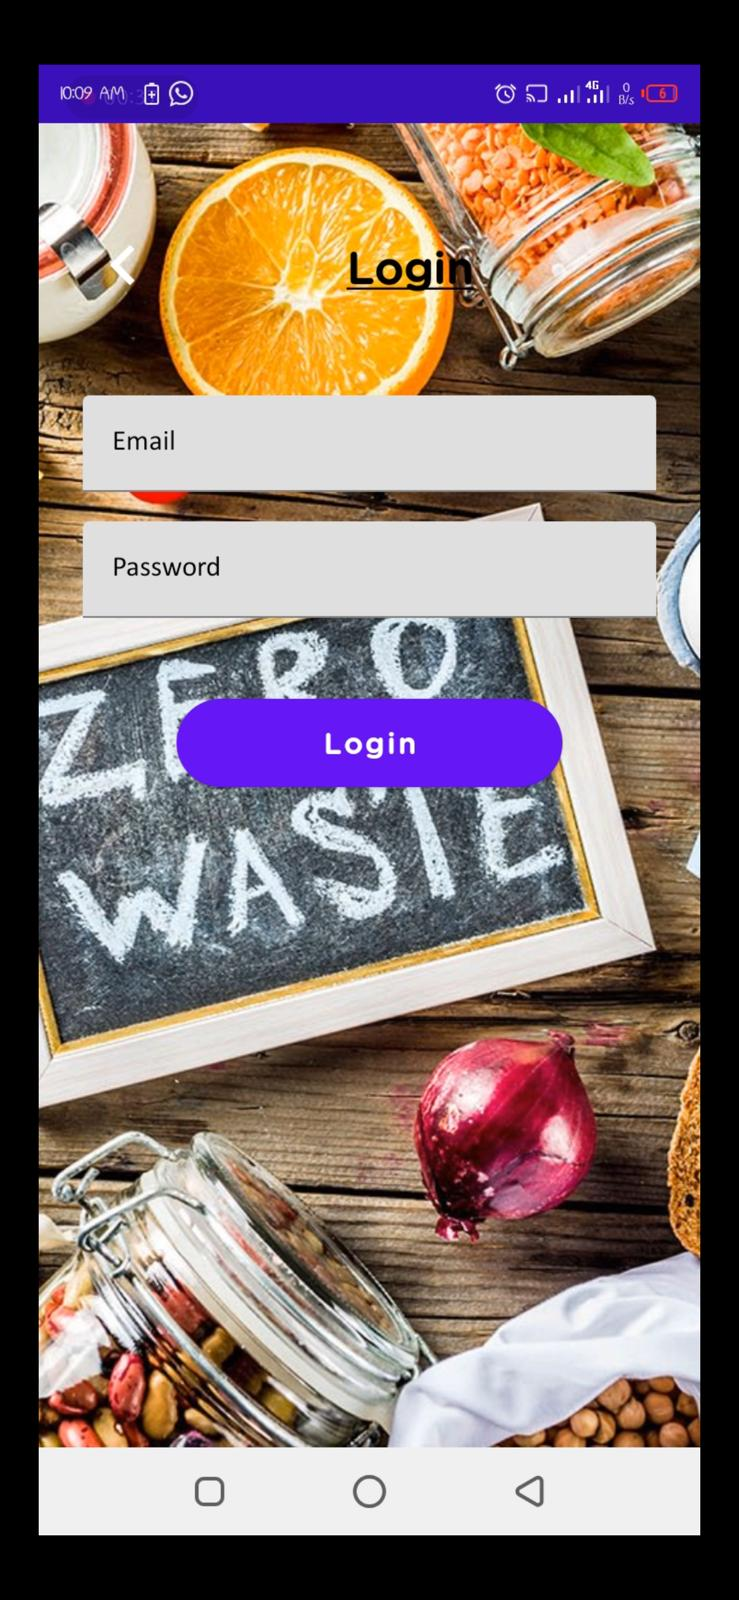 10:09 AM 4G 0 B/s 6
Login
Email
Password
ZERO
Login
WASTE